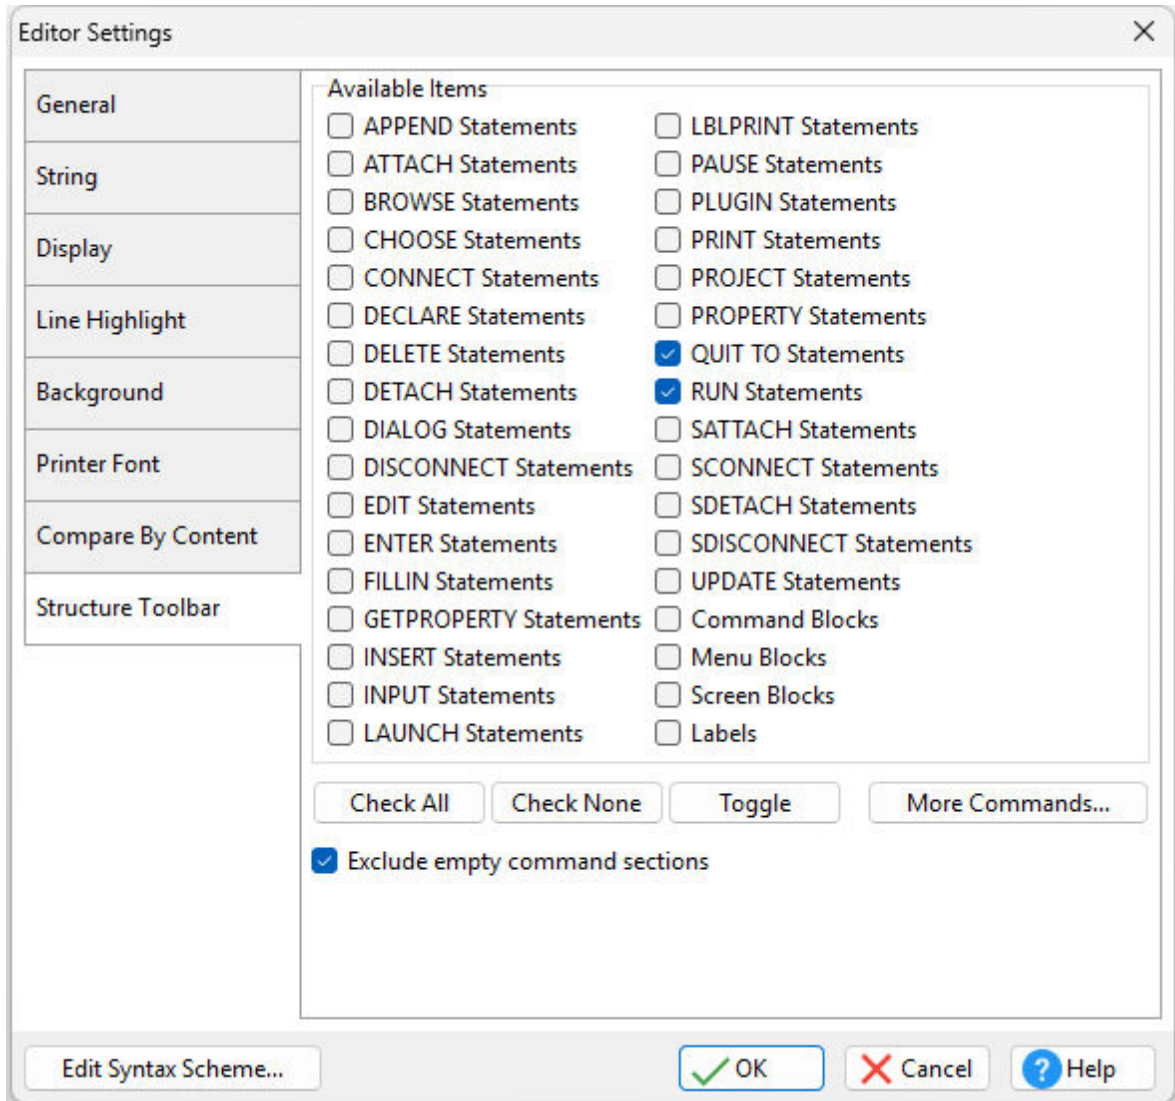 Editor Settings
General
String
Display
Line Highlight
Background
Printer Font
Compare By Content
Structure Toolbar
Available Items
APPEND Statements
ATTACH Statements
BROWSE Statements
CHOOSE Statements
CONNECT Statements
DECLARE Statements
DELETE Statements
DETACH Statements
DIALOG Statements
DISCONNECT Statements
EDIT Statements
ENTER Statements
FILLIN Statements
GETPROPERTY Statements
INSERT Statements
INPUT Statements
LAUNCH Statements
LBLPRINT Statements
PAUSE Statements
PLUGIN Statements
PRINT Statements
PROJECT Statements
PROPERTY Statements
QUIT TO Statements
RUN Statements
SATTACH Statements
SCONNECT Statements
SDETACH Statements
SDISCONNECT Statements
UPDATE Statements
Command Blocks
Menu Blocks
Screen Blocks
Labels
Check All
Check None
Toggle
More Commands...
Exclude empty command sections
Edit Syntax Scheme...
OK
Cancel
? Help